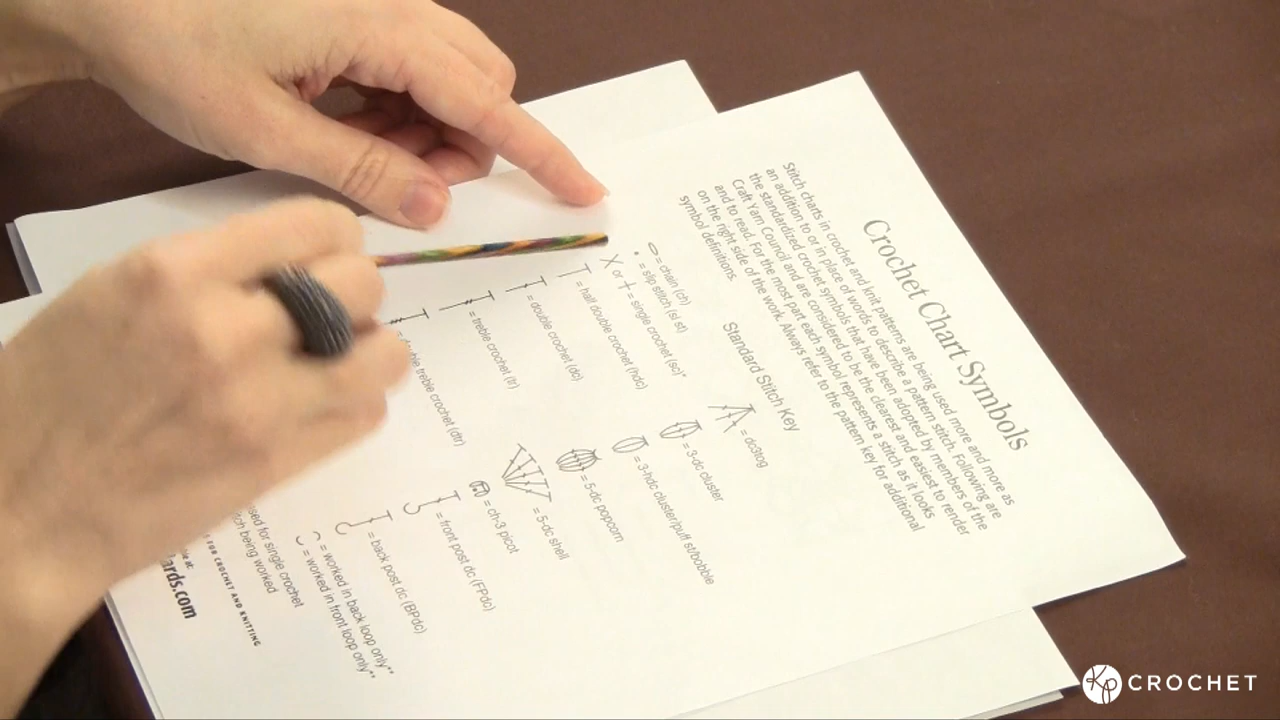 Crochet Chart Symbols
Stitch charts in crochet and knit patterns are being used more and more as
an addition to or in place of words to describe a pattern stitch. Following are
the standardized crochet symbols that have been adopted by members of the
Craft Yarn Council and are considered to be the clearest and easiest to render
and to read. For the most part each symbol represents a stitch as it looks
on the right side of the work. Always refer to the pattern key for additional
symbol definitions.
Standard Stitch Key
= chain (ch)
• = slip stitch (sl st)
X or + = single crochet (sc)*
= half double crochet (hdc)
= double crochet (dc)
= treble crochet (tr)
= double treble crochet (dtr)
= dc3tog
= 3-dc cluster
= 3-hdc cluster/puff st/bobble
= 5-dc popcorn
= 5-dc shell
= ch-3 picot
= front post dc (FPdc)
= back post dc (BPdc)
= worked in back loop only**
= worked in front loop only**
used for single crochet
being worked
FOR CROCHET AND KNITTING
at:
ards.com
KP CROCHET